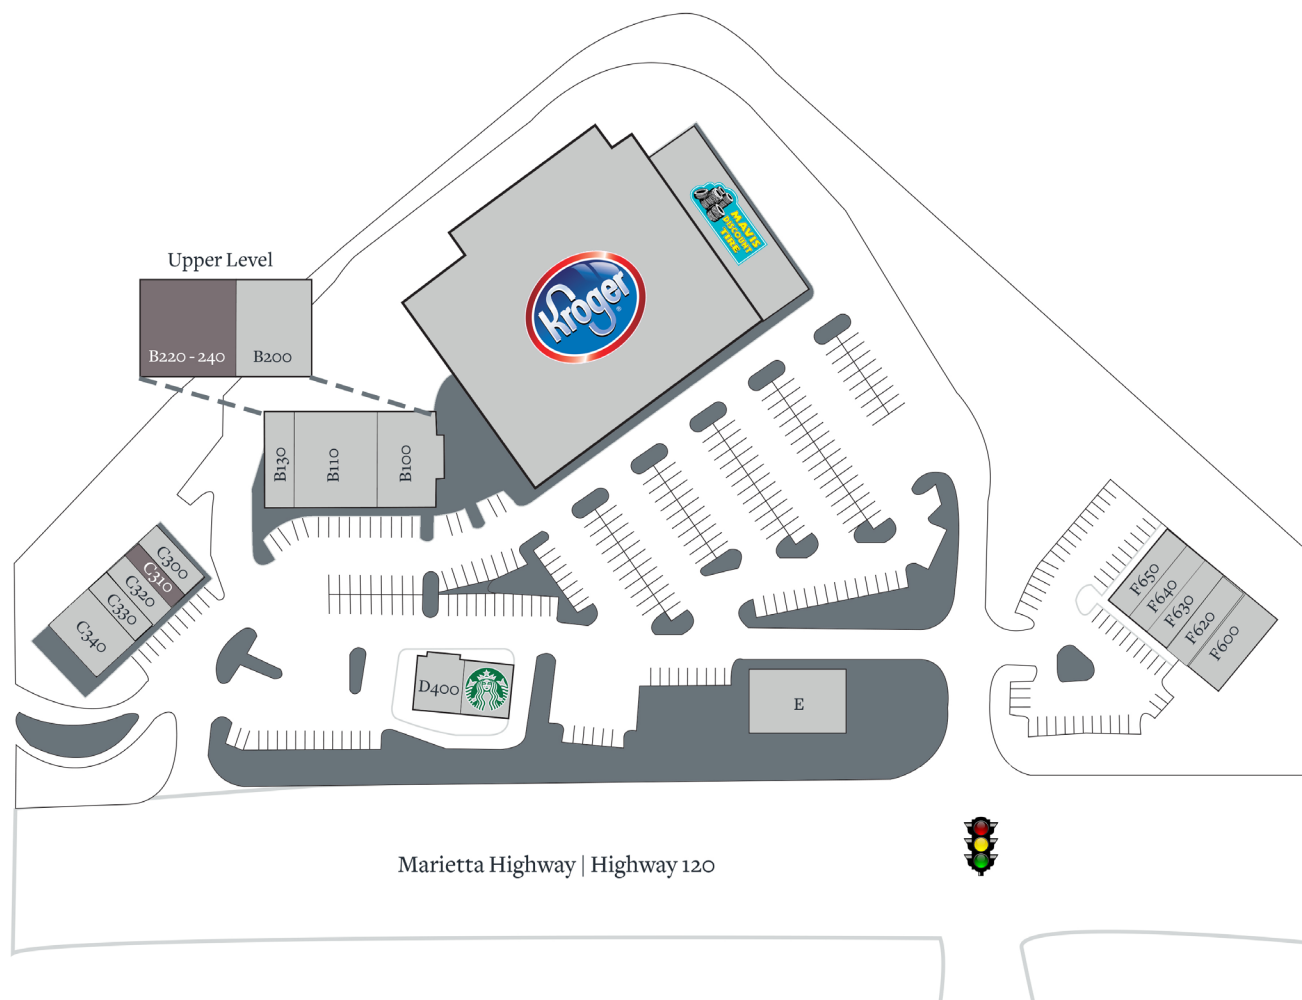 MAVIS
DISCOUNT
TIRE
Upper Level
Kroger
B220 - 240
B200
B130
B110
B100
C300
C310
C320
C330
C340
F650
F640
F630
F620
F600
D400
E
Marietta Highway | Highway 120